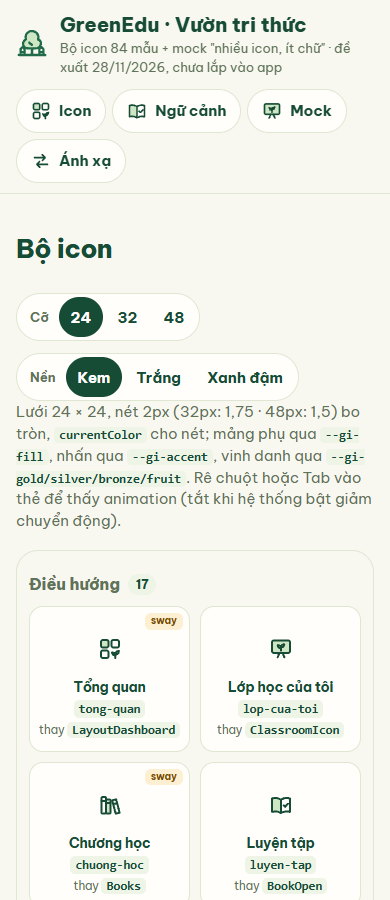 GreenEdu · Vườn tri thức
Bộ icon 84 mẫu + mock "nhiều icon, ít chữ" · đề
xuất 28/11/2026, chưa lắp vào app
Icon
Ngữ cảnh
Mock
Ánh xạ
Bộ icon
Cỡ 24 32 48
Nền Kem Trắng Xanh đậm
Lưới 24 × 24, nét 2px (32px: 1,75 · 48px: 1,5) bo
tròn, currentColor cho nét; mảng phụ qua --gi-
fill , nhấn qua --gi-accent , vinh danh qua --gi-
gold/silver/bronze/fruit . Rê chuột hoặc Tab vào
thẻ để thấy animation (tắt khi hệ thống bật giảm
chuyển động).
Điều hướng 17
sway
Tổng quan
tong-quan
thay LayoutDashboard
Lớp học của tôi
lop-cua-toi
thay ClassroomIcon
sway
Chương học
chuong-hoc
thay Books
Luyện tập
luyen-tap
thay BookOpen